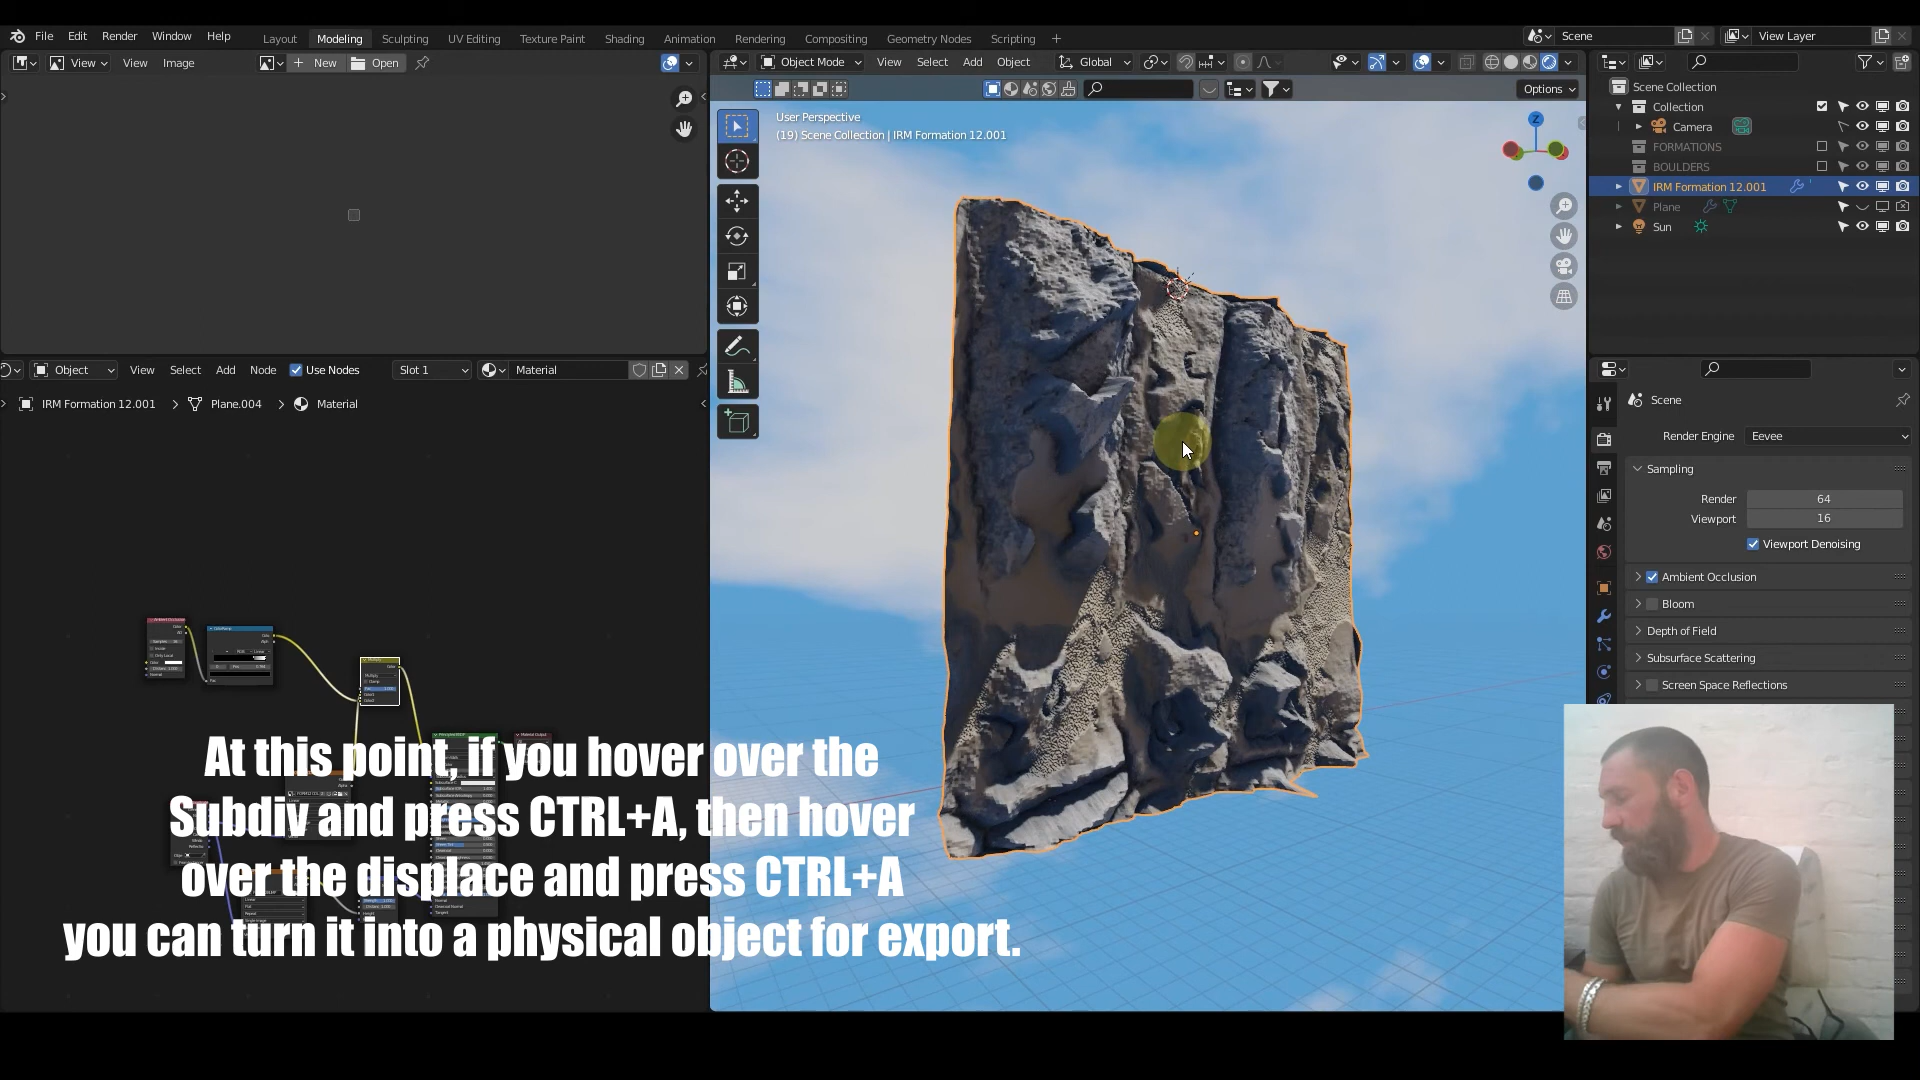 File Edit Render Window Help
Layout Modeling Sculpting UV Editing Texture Paint Shading Animation Rendering Compositing Geometry Nodes Scripting +
Scene
View Layer
View View Image
+ New Open
Object Mode View Select Add Object Global
Options
User Perspective
(19) Scene Collection | IRM Formation 12.001
Z
Scene Collection
Collection
Camera
FORMATIONS
BOULDERS
IRM Formation 12.001
Plane
Sun
Object View Select Add Node Use Nodes Slot 1 Material
IRM Formation 12.001 > Plane.004 > Material
Scene
Render Engine Eevee
Sampling
Render 64
Viewport 16
Viewport Denoising
Ambient Occlusion
Bloom
Depth of Field
Subsurface Scattering
Screen Space Reflections
At this point, if you hover over the
Subdiv and press CTRL+A, then hover
over the displace and press CTRL+A
you can turn it into a physical object for export.